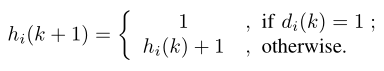 h_i(k + 1) = { 1 , if d_i(k) = 1 ;
h_i(k) + 1 , otherwise.